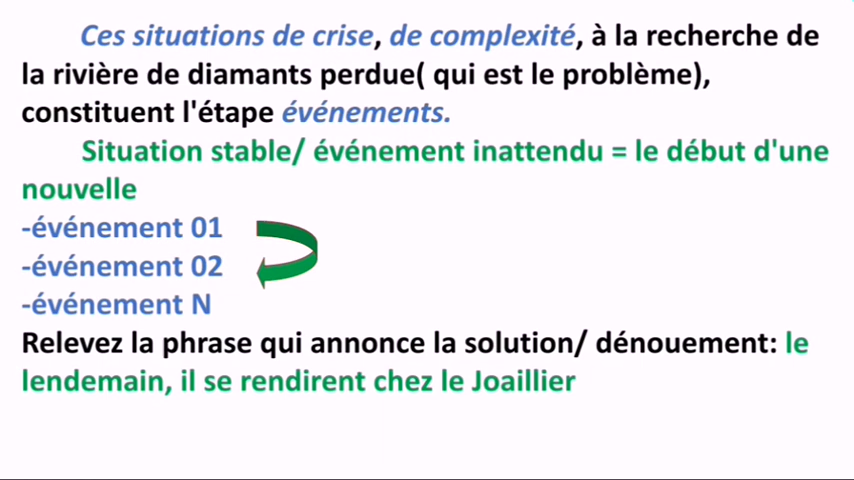 Ces situations de crise, de complexité, à la recherche de
la rivière de diamants perdue( qui est le problème),
constituent l'étape événements.
Situation stable/ événement inattendu = le début d'une
nouvelle
-événement 01
-événement 02
-événement N
Relevez la phrase qui annonce la solution/ dénouement: le
lendemain, il se rendirent chez le Joaillier